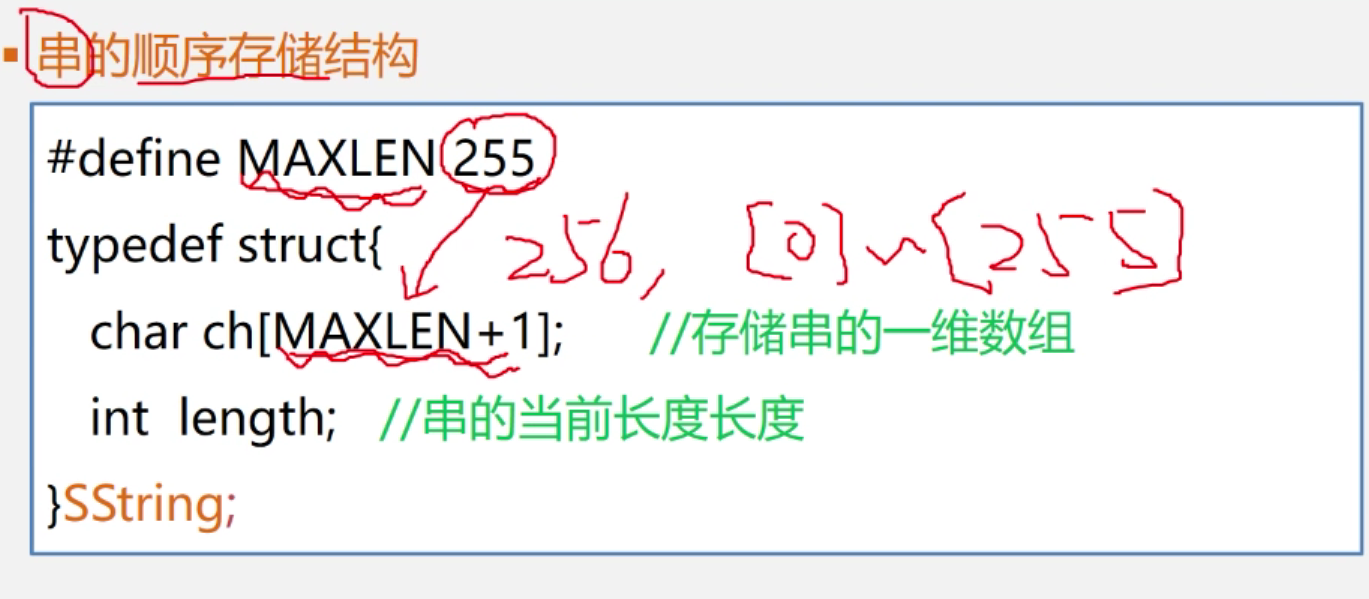 ▪ 串的顺序存储结构
#define MAXLEN 255
typedef struct{ 256, [0]~[255]
char ch[MAXLEN+1]; //存储串的一维数组
int length; //串的当前长度长度
}SString;